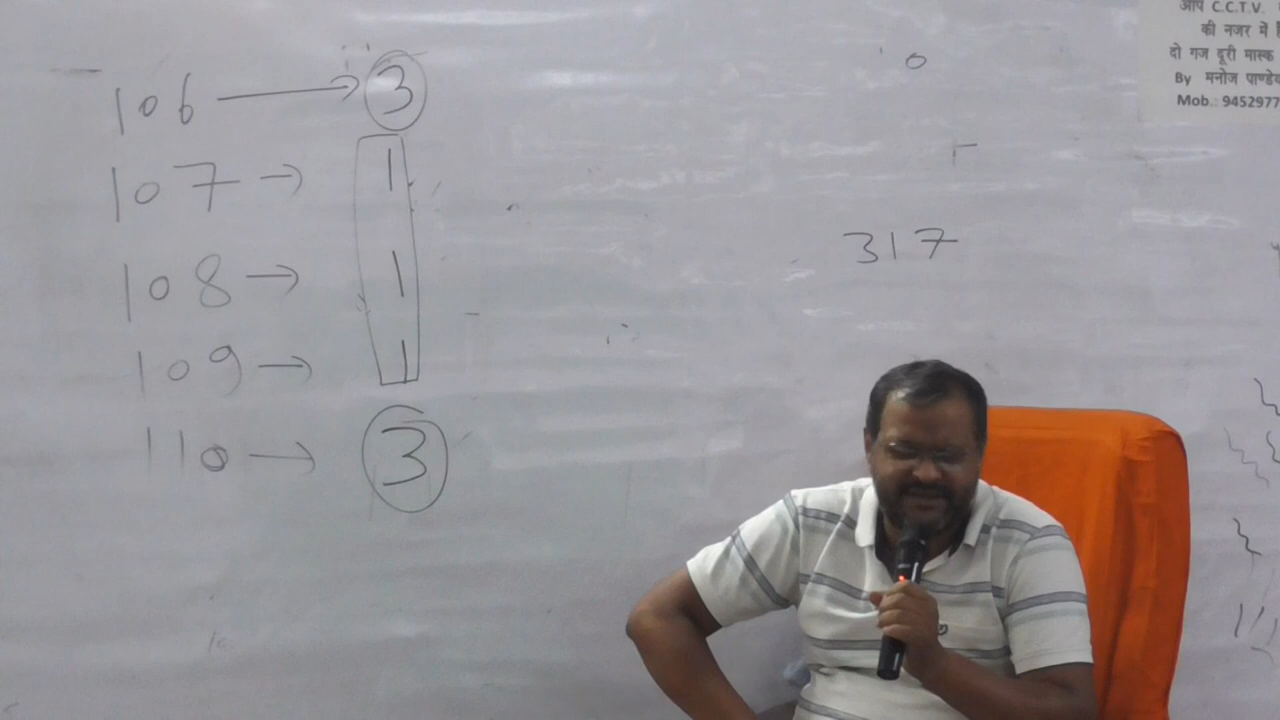 106 → 3
107 → 1
108 → 1
109 → 1
110 → 3
317
आप C.C.T.V.
की नजर में
दो गज दूरी मास्क
By मनोज पाण्डेय
Mob.: 9452977